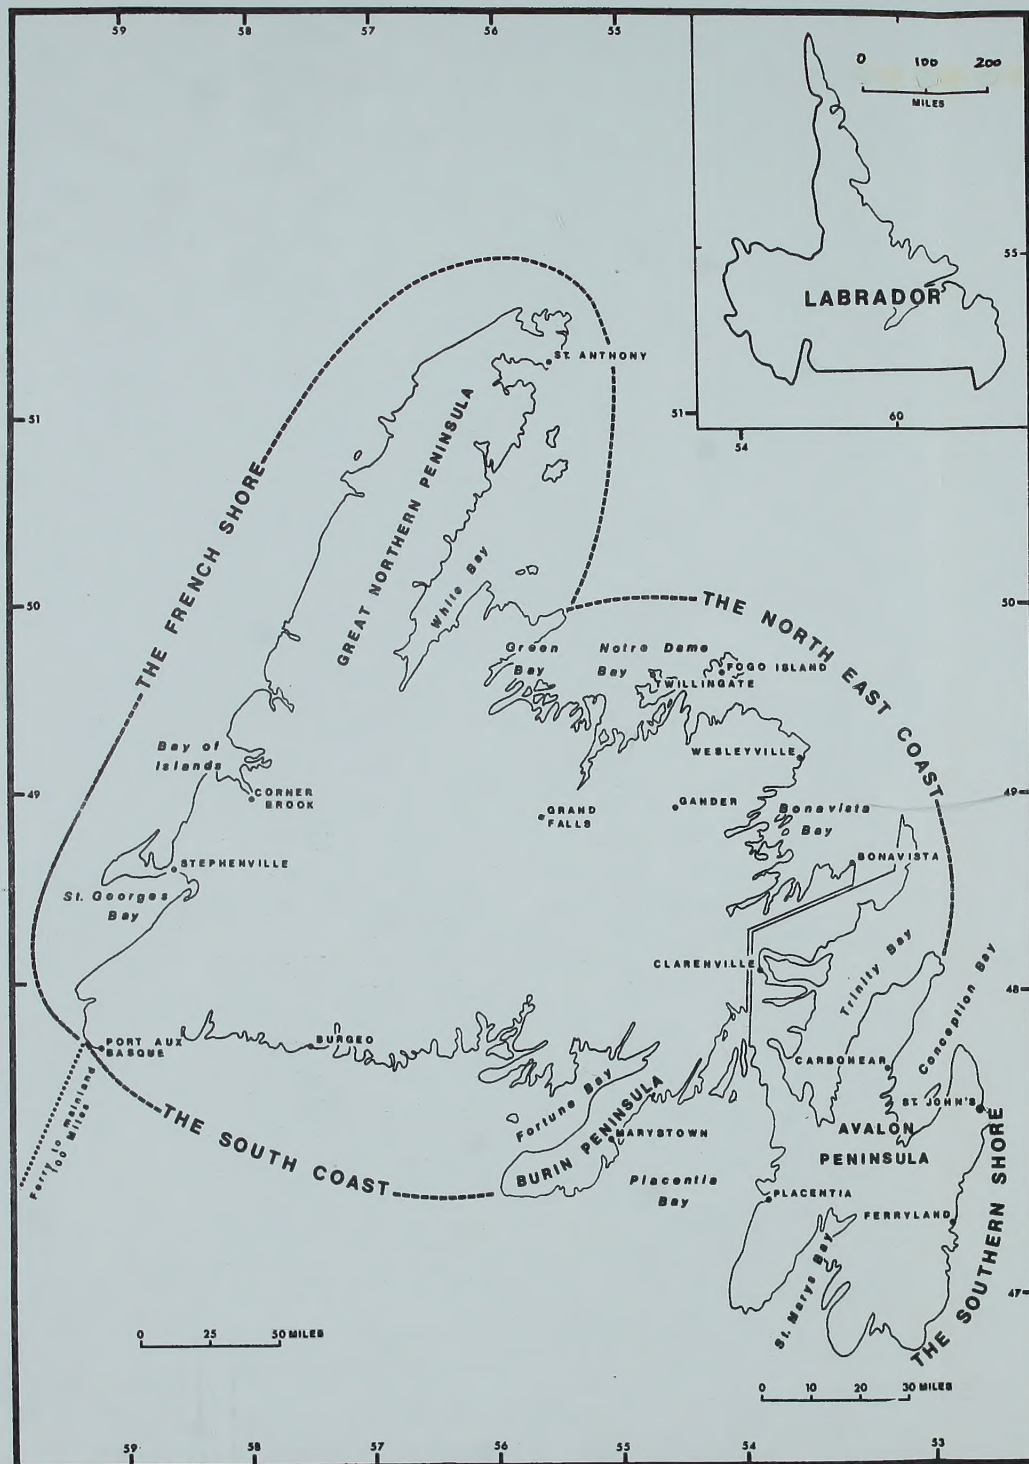 59
58
57
56
55
0 100 200
MILES
55
LABRADOR
51
54
60
51
ST. ANTHONY
GREAT NORTHERN PENINSULA
THE FRENCH SHORE
White Bay
50
50
THE NORTH EAST COAST
Green
Bay
Notre Dame
Bay
FOGO ISLAND
TWILLINGATE
WESLEYVILLE
Bay of
Islands
49
49
CORNER
BROOK
GRAND
FALLS
GANDER
Bonavista
Bay
BONAVISTA
STEPHENVILLE
St. Georges
Bay
CLARENVILLE
Trinity Bay
Conception Bay
48
PORT AUX
BASQUE
BURGEO
CARBONEAR
ST. JOHN'S
Ferry to mainland
100 Miles
THE SOUTH COAST
Fortune Bay
BURIN PENINSULA
MARYSTOWN
AVALON
PENINSULA
Placentia
Bay
PLACENTIA
FERRYLAND
St. Marys Bay
THE SOUTHERN SHORE
47
0 25 50 MILES
0 10 20 30 MILES
59
58
57
56
55
54
53